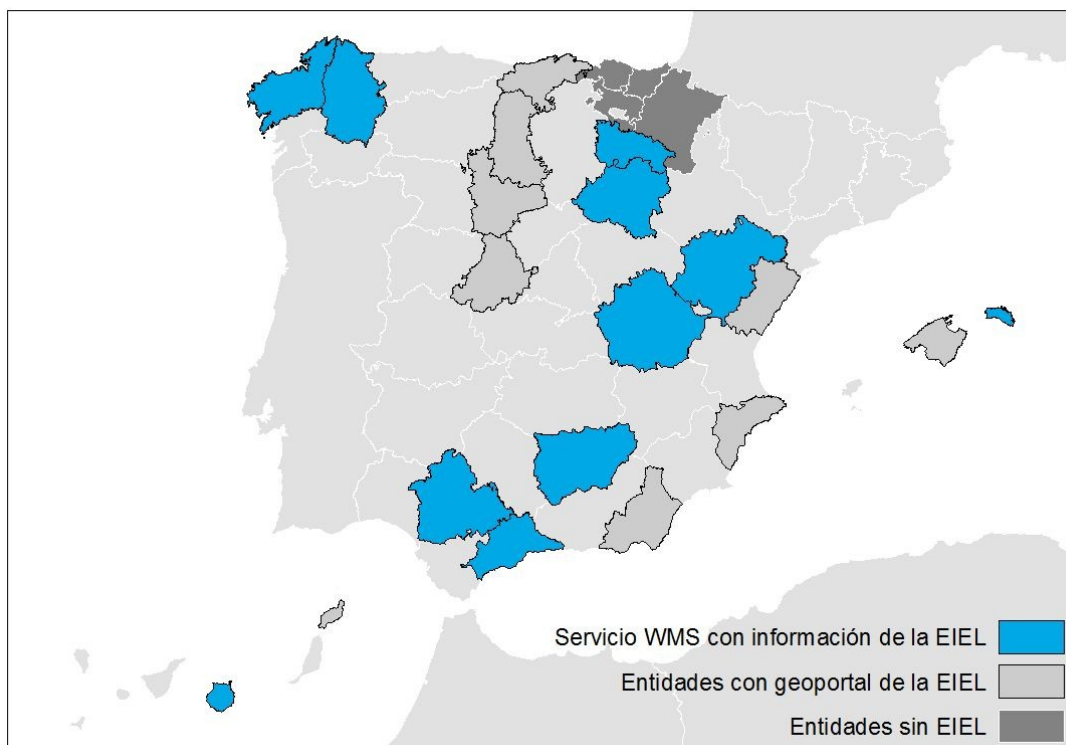 Servicio WMS con información de la EIEL
Entidades con geoportal de la EIEL
Entidades sin EIEL